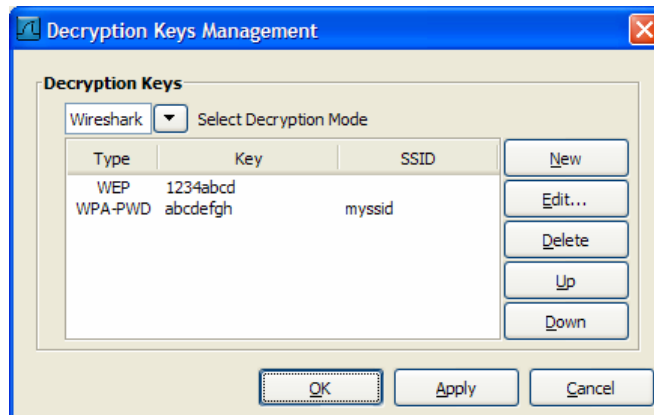 Decryption Keys Management
Decryption Keys
Wireshark Select Decryption Mode
Type Key SSID New
WEP 1234abcd
WPA-PWD abcdefgh myssid
Edit...
Delete
Up
Down
OK Apply Cancel